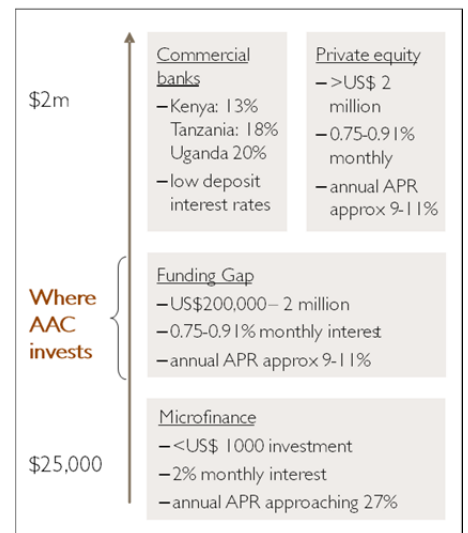 $2m
Commercial
banks
–Kenya: 13%
Tanzania: 18%
Uganda 20%
–low deposit
interest rates
Private equity
–>US$ 2
million
–0.75-0.91%
monthly
–annual APR
approx 9-11%
Where
AAC
invests
Funding Gap
–US$200,000– 2 million
–0.75-0.91% monthly interest
–annual APR approx 9-11%
$25,000
Microfinance
–<US$ 1000 investment
–2% monthly interest
–annual APR approaching 27%